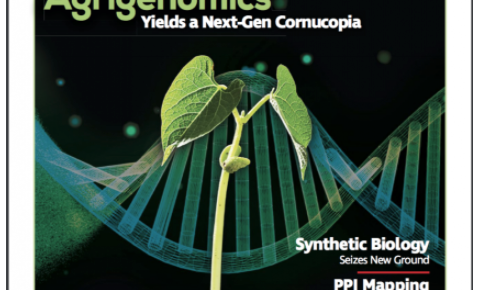 Agrigenomics
Yields a Next-Gen Cornucopia
Synthetic Biology
Seizes New Ground
PPI Mapping